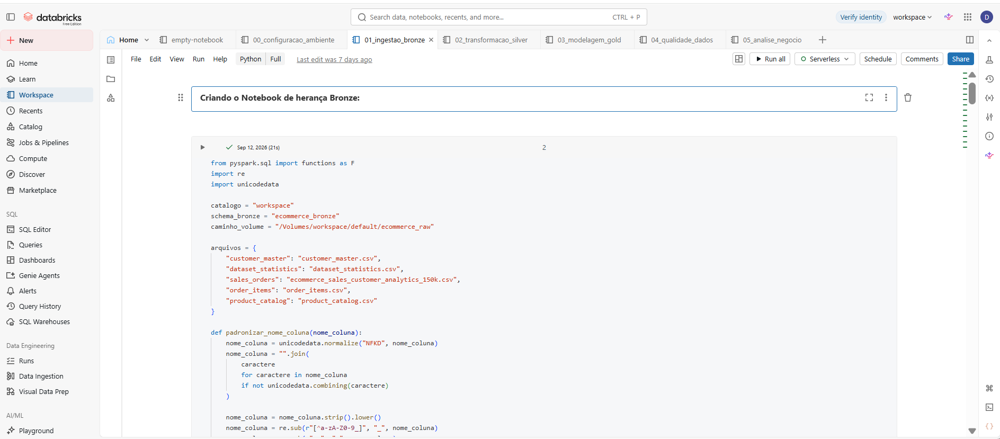 databricks
Free Edition
Search data, notebooks, recents, and more...
CTRL + P
Verify identity
workspace
D
New
Home
Learn
Workspace
Recents
Catalog
Jobs & Pipelines
Compute
Discover
Marketplace
SQL
SQL Editor
Queries
Dashboards
Genie Agents
Alerts
Query History
SQL Warehouses
Data Engineering
Runs
Data Ingestion
Visual Data Prep
AI/ML
Playground
Home
empty-notebook
00_configuracao_ambiente
01_ingestao_bronze
02_transformacao_silver
03_modelagem_gold
04_qualidade_dados
05_analise_negocio
File Edit View Run Help Python Full Last edit was 7 days ago
Run all
Serverless
Schedule
Comments
Share
Criando o Notebook de herança Bronze:
Sep 12, 2026 (21s)
2
from pyspark.sql import functions as F
import re
import unicodedata
catalogo = "workspace"
schema_bronze = "ecommerce_bronze"
caminho_volume = "/Volumes/workspace/default/ecommerce_raw"
arquivos = {
"customer_master": "customer_master.csv",
"dataset_statistics": "dataset_statistics.csv",
"sales_orders": "ecommerce_sales_customer_analytics_150k.csv",
"order_items": "order_items.csv",
"product_catalog": "product_catalog.csv"
}
def padronizar_nome_coluna(nome_coluna):
nome_coluna = unicodedata.normalize("NFKD", nome_coluna)
nome_coluna = "".join(
caractere
for caractere in nome_coluna
if not unicodedata.combining(caractere)
)
nome_coluna = nome_coluna.strip().lower()
nome_coluna = re.sub(r"[^a-zA-Z0-9_]", "_", nome_coluna)